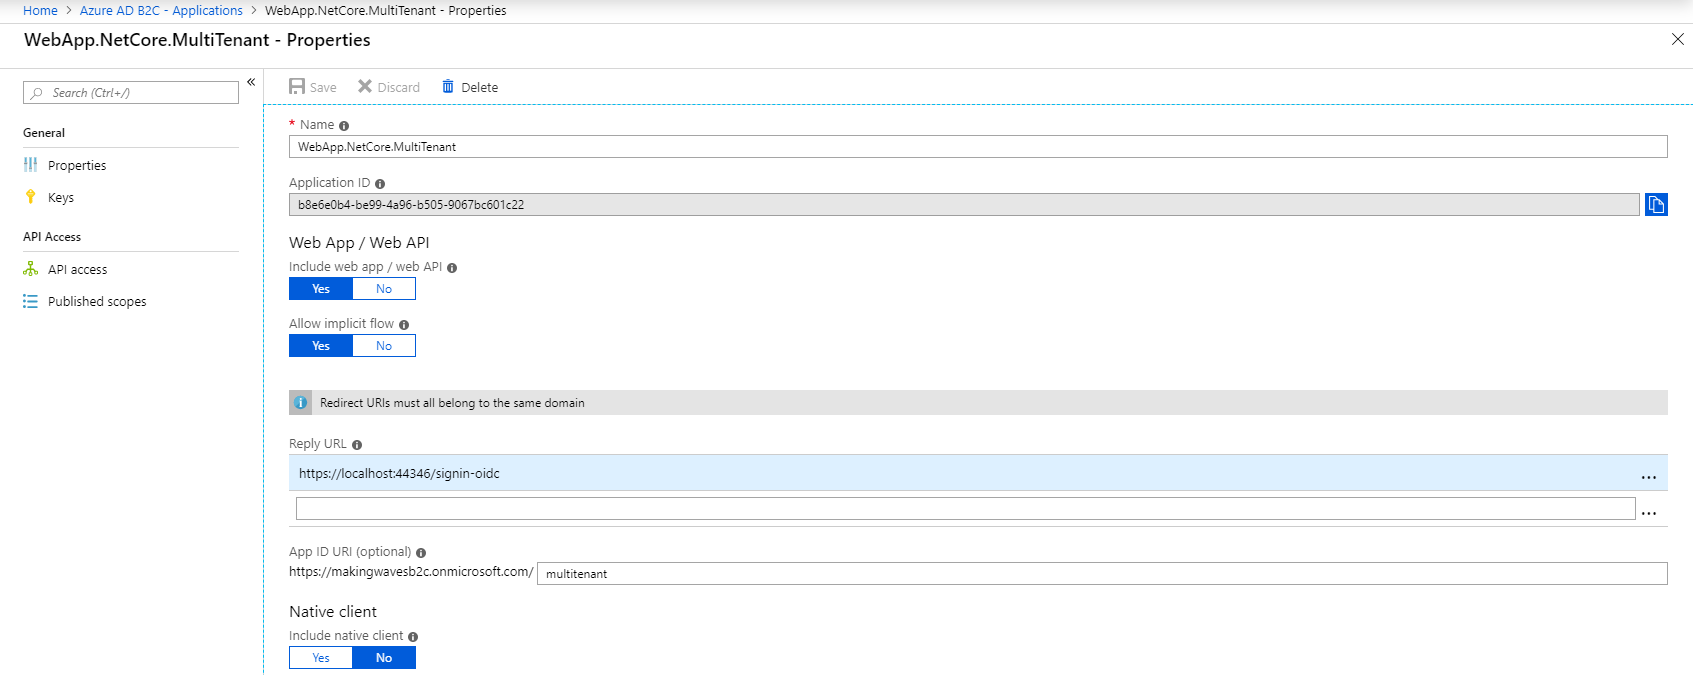 Home > Azure AD B2C - Applications > WebApp.NetCore.MultiTenant - Properties
WebApp.NetCore.MultiTenant - Properties
Search (Ctrl+/)
General
Properties
Keys
API Access
API access
Published scopes
Save Discard Delete
* Name
WebApp.NetCore.MultiTenant
Application ID
b8e6e0b4-be99-4a96-b505-9067bc601c22
Web App / Web API
Include web app / web API
Yes No
Allow implicit flow
Yes No
Redirect URIs must all belong to the same domain
Reply URL
https://localhost:44346/signin-oidc
...
...
App ID URI (optional)
https://makingwavesb2c.onmicrosoft.com/ multitenant
Native client
Include native client
Yes No